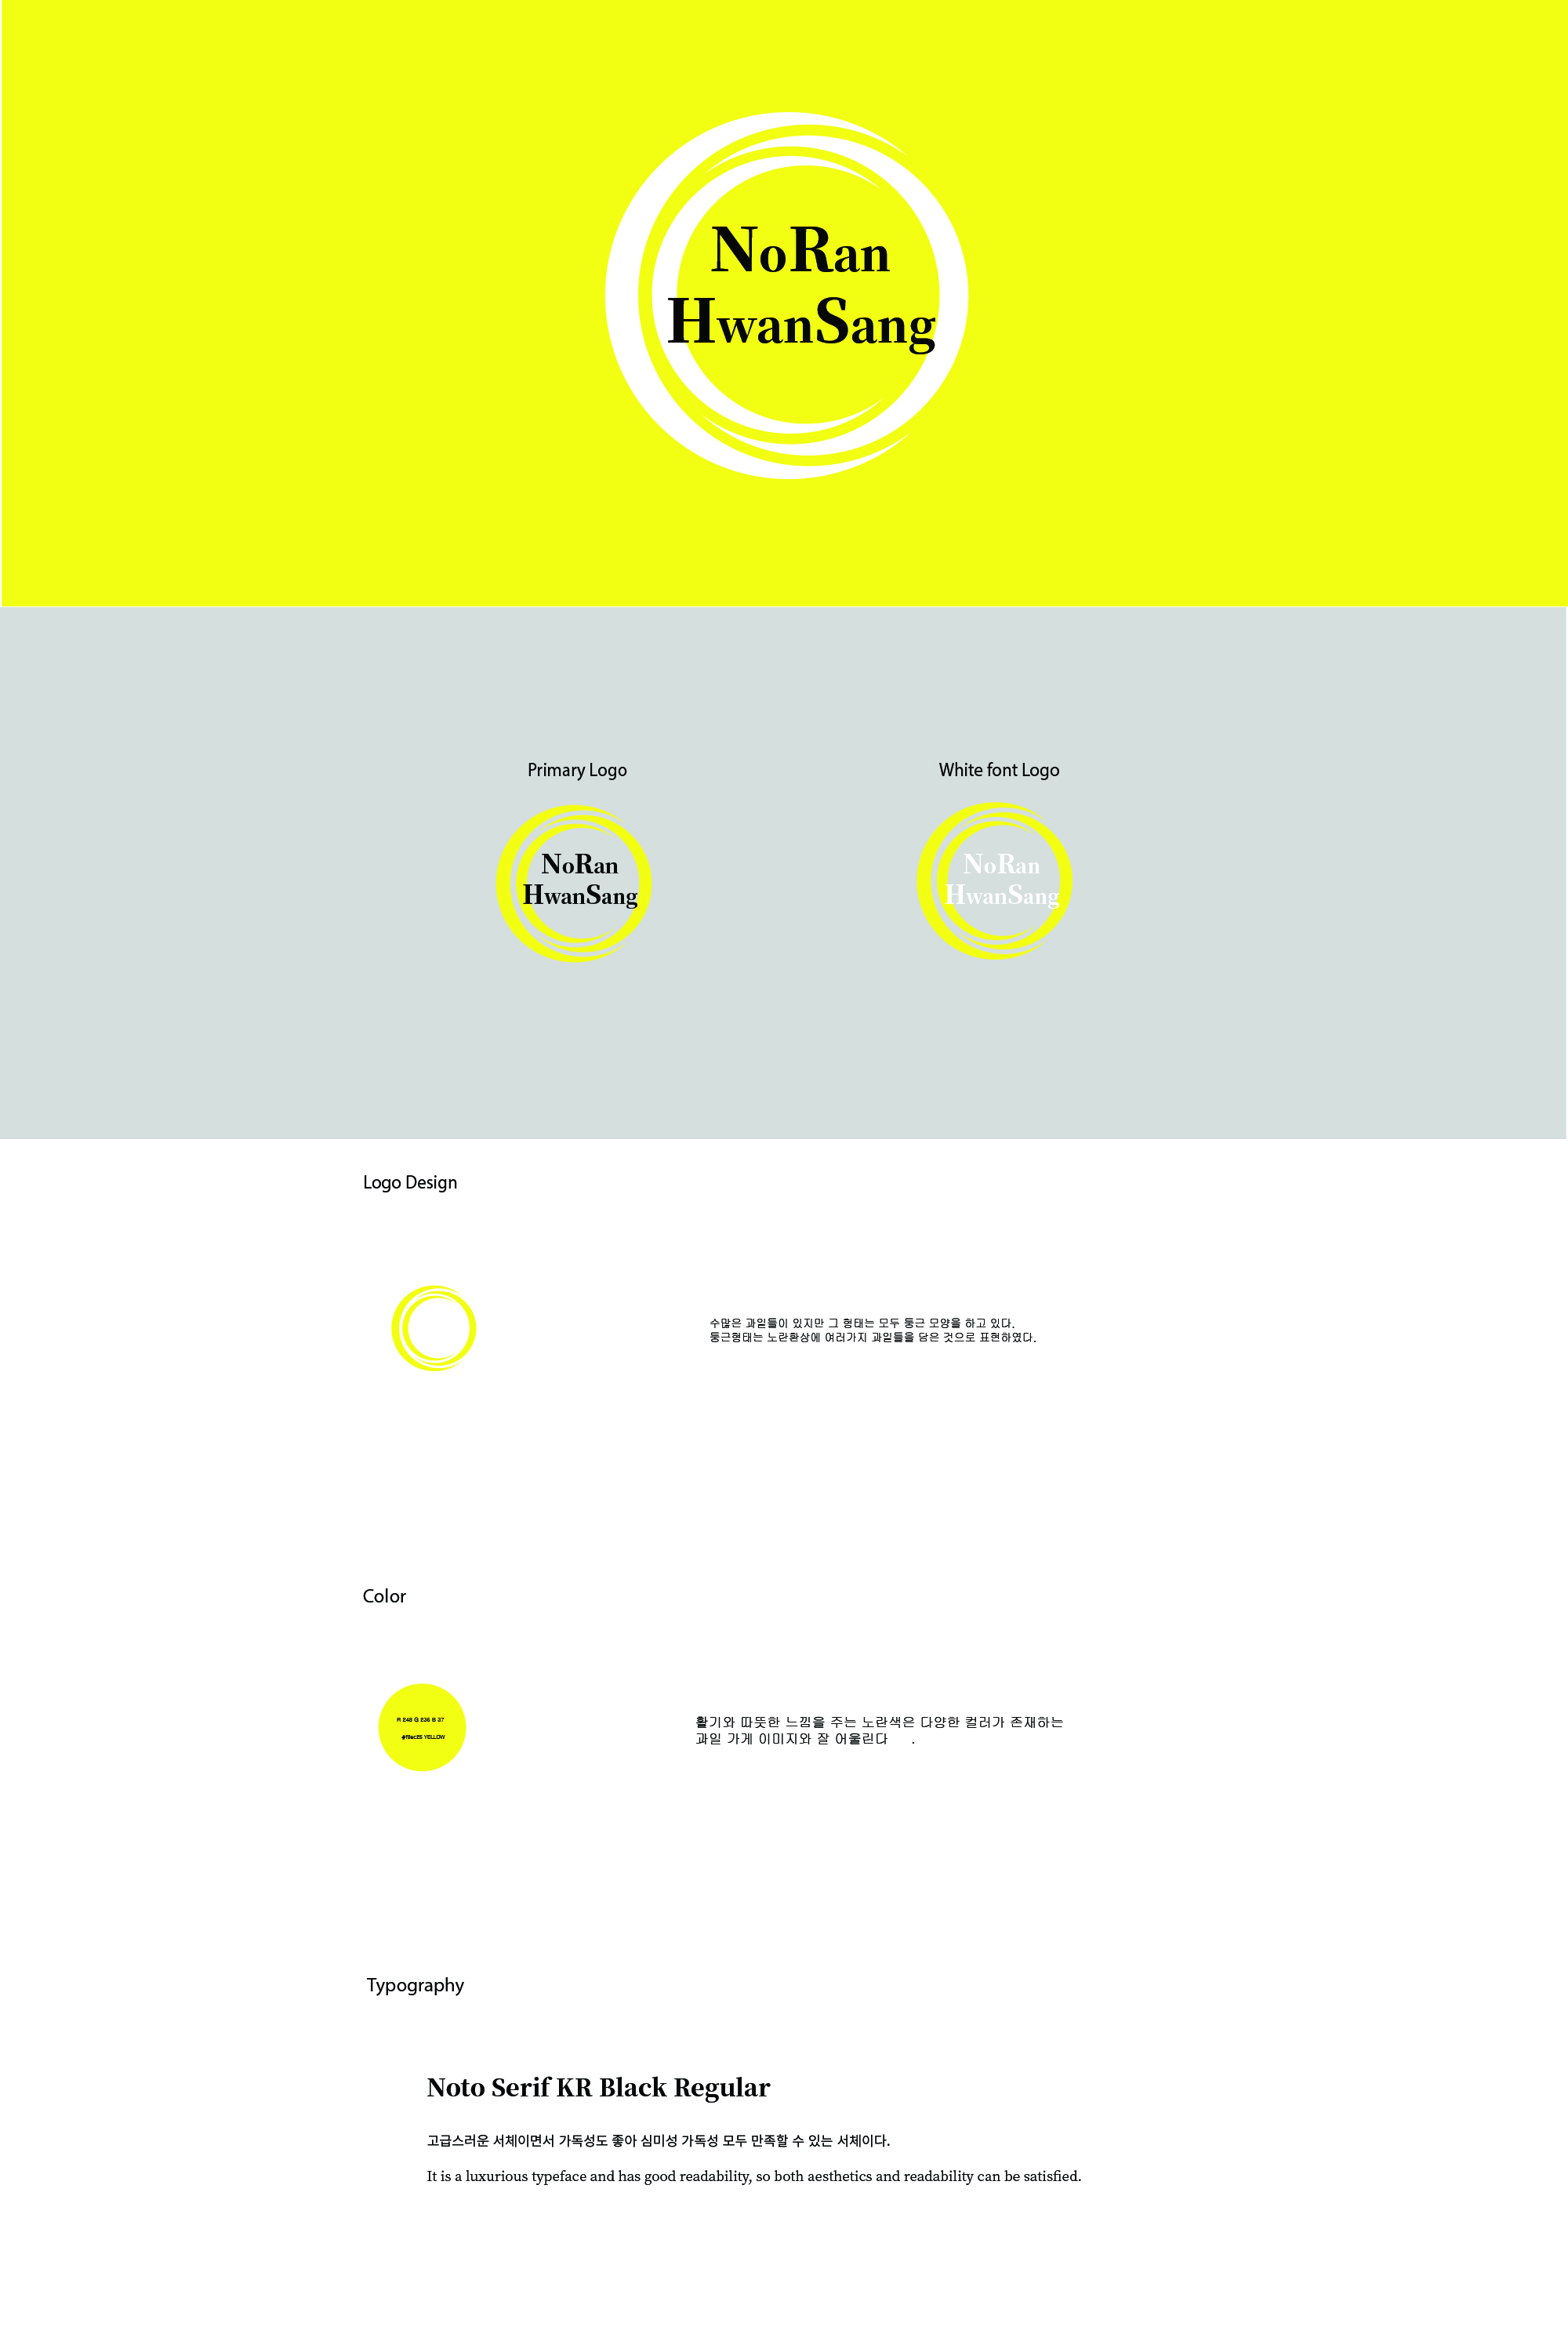 NoRan
HwanSang
Primary Logo
White font Logo
NoRan
HwanSang
NoRan
HwanSang
Logo Design
수많은 과일들이 있지만 그 형태는 모두 둥근 모양을 하고 있다.
둥근형태는 노란환상에 여러가지 과일들을 담은 것으로 표현하였다.
Color
R 248 G 236 B 37
YELLOW
활기와 따뜻한 느낌을 주는 노란색은 다양한 컬러가 존재하는
과일 가게 이미지와 잘 어울린다 .
Typography
Noto Serif KR Black Regular
고급스러운 서체이면서 가독성도 좋아 심미성 가독성 모두 만족할 수 있는 서체이다.
It is a luxurious typeface and has good readability, so both aesthetics and readability can be satisfied.